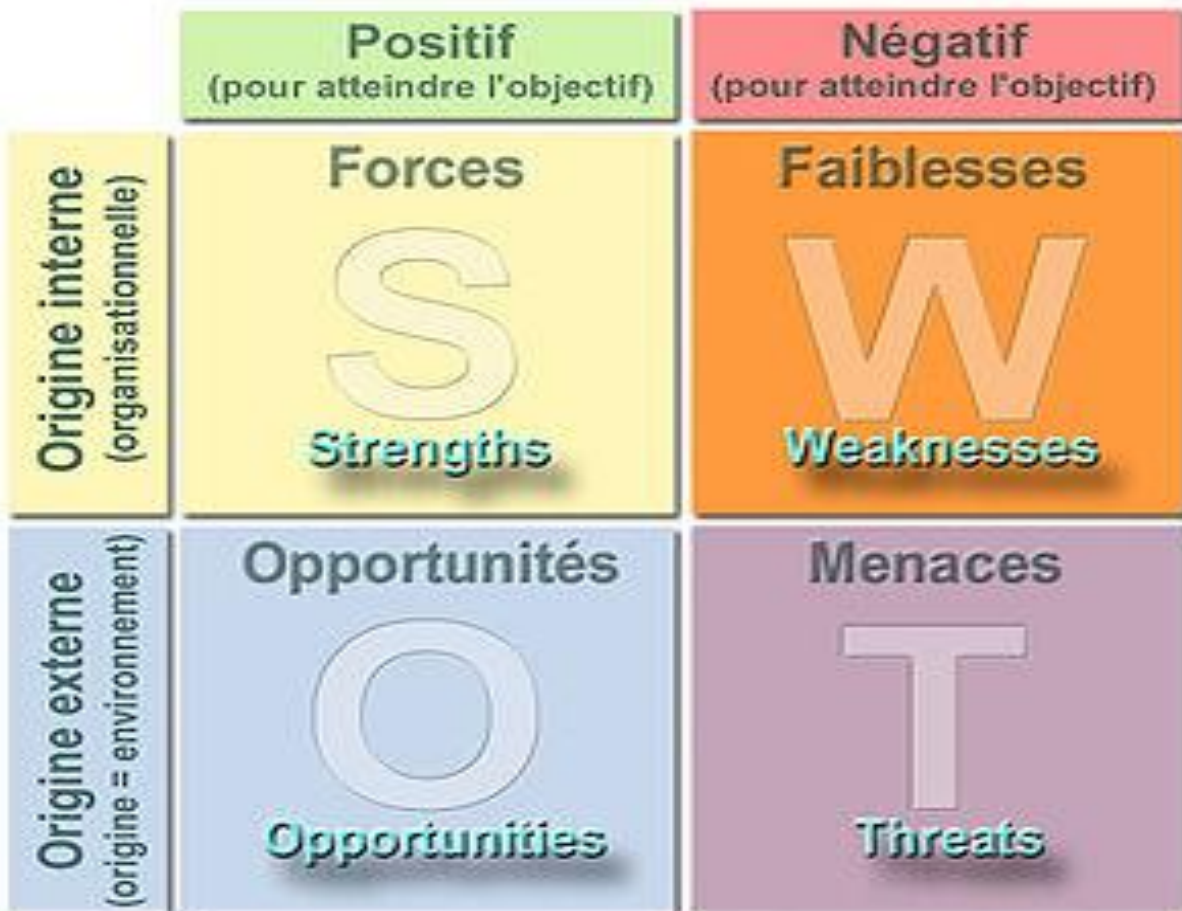 Positif
(pour atteindre l'objectif)
Négatif
(pour atteindre l'objectif)
Origine interne
(organisationnelle)
Forces
S
Strengths
Faiblesses
W
Weaknesses
Origine externe
(origine = environnement)
Opportunités
O
Opportunities
Menaces
T
Threats